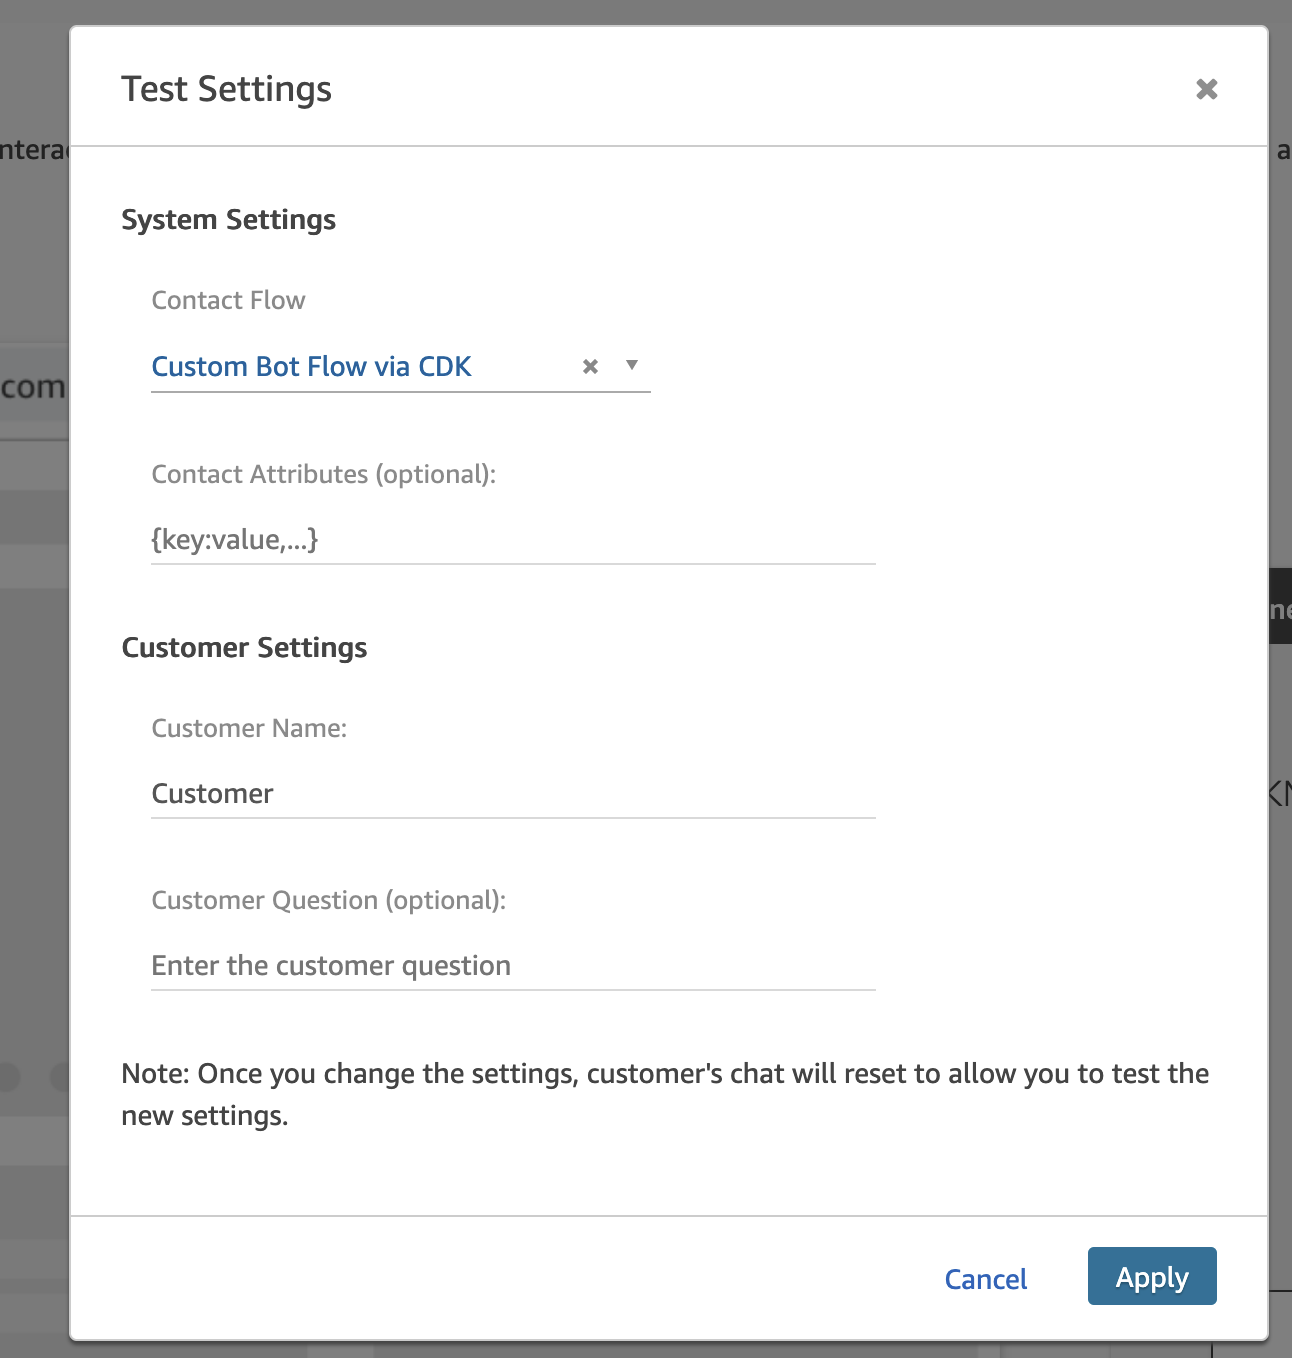 Test Settings
nterac
a
System Settings
Contact Flow
.com
Custom Bot Flow via CDK
Contact Attributes (optional):
{key:value,...}
ne
Customer Settings
Customer Name:
Customer
Customer Question (optional):
Enter the customer question
Note: Once you change the settings, customer's chat will reset to allow you to test the
new settings.
Cancel
Apply